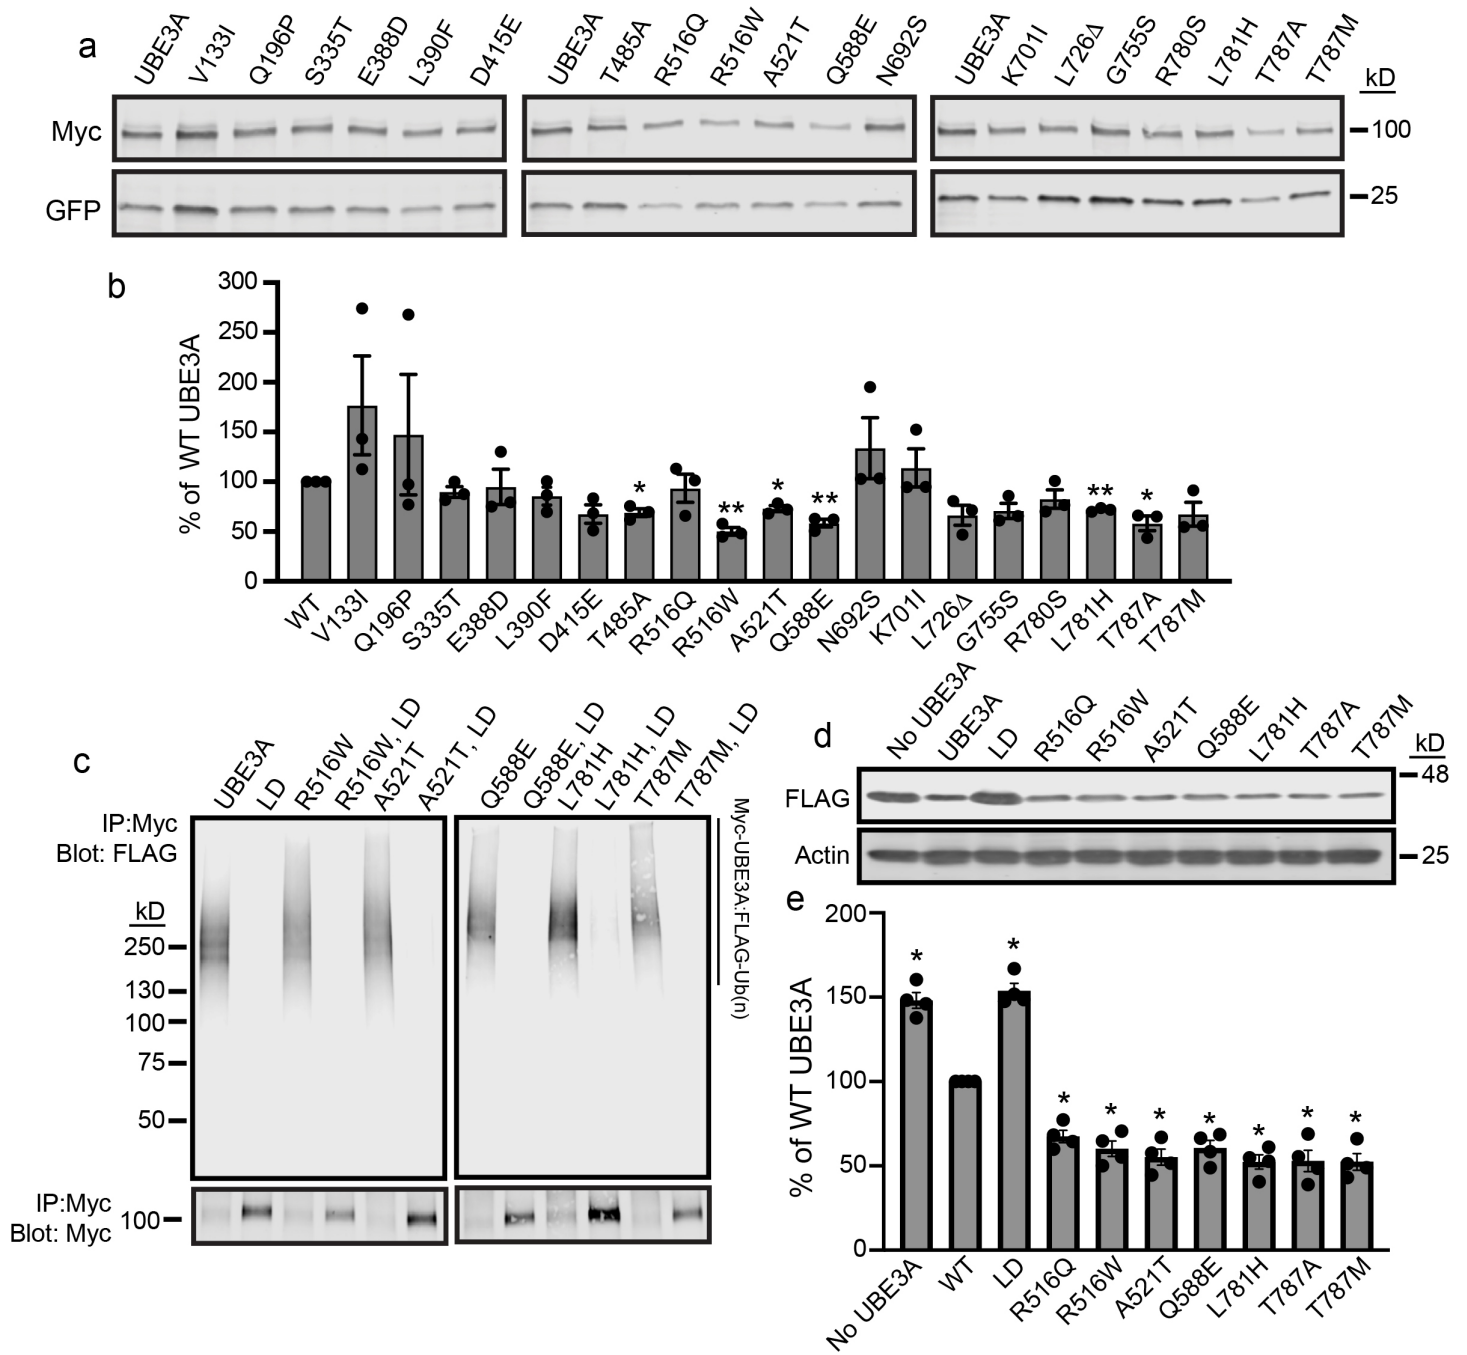 a
UBE3A V133I Q196P S335T E388D L390F D415E UBE3A T485A R516Q R516W A521T Q588E N692S UBE3A K701I L726Δ G755S R780S L781H T787A T787M kD
Myc 100
GFP 25
b
% of WT UBE3A
300
250
200
150
100
50
0
* ** * ** ** *
WT V133I Q196P S335T E388D L390F D415E T485A R516Q R516W A521T Q588E N692S K701I L726Δ G755S R780S L781H T787A T787M
c
UBE3A LD R516W R516W, LD A521T A521T, LD Q588E Q588E, LD L781H L781H, LD T787M T787M, LD
IP:Myc
Blot: FLAG
kD
250
130
100
75
50
Myc-UBE3A:FLAG-Ub(n)
IP:Myc
Blot: Myc 100
d
No UBE3A UBE3A LD R516Q R516W A521T Q588E L781H T787A T787M kD
FLAG 48
Actin 25
e
% of WT UBE3A
200
150
100
50
0
* * * * * * * * *
No UBE3A WT LD R516Q R516W A521T Q588E L781H T787A T787M